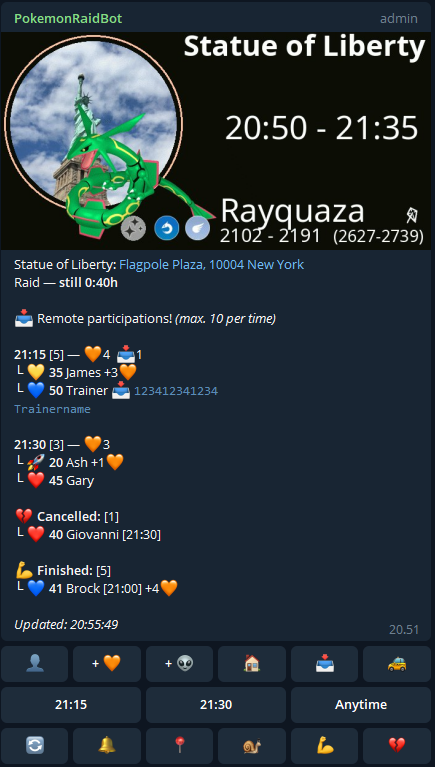 PokemonRaidBot admin
Statue of Liberty
20:50 - 21:35
Rayquaza
2102 - 2191 (2627-2739)
Statue of Liberty: Flagpole Plaza, 10004 New York
Raid — still 0:40h
📥 Remote participations! (max. 10 per time)
21:15 [5] — 🧡4 📥1
└ 💛 35 James +3🧡
└ 💙 50 Trainer 📥 123412341234
Trainername
21:30 [3] — 🧡3
└ 🚀 20 Ash +1🧡
└ ❤️ 45 Gary
💔 Cancelled: [1]
└ ❤️ 40 Giovanni [21:30]
💪 Finished: [5]
└ 💙 41 Brock [21:00] +4🧡
Updated: 20:55:49
20.51
👤 + 🧡 + 👽 🏠 📥 🚕
21:15 21:30 Anytime
🔄 🔔 📍 🐌 💪 💔